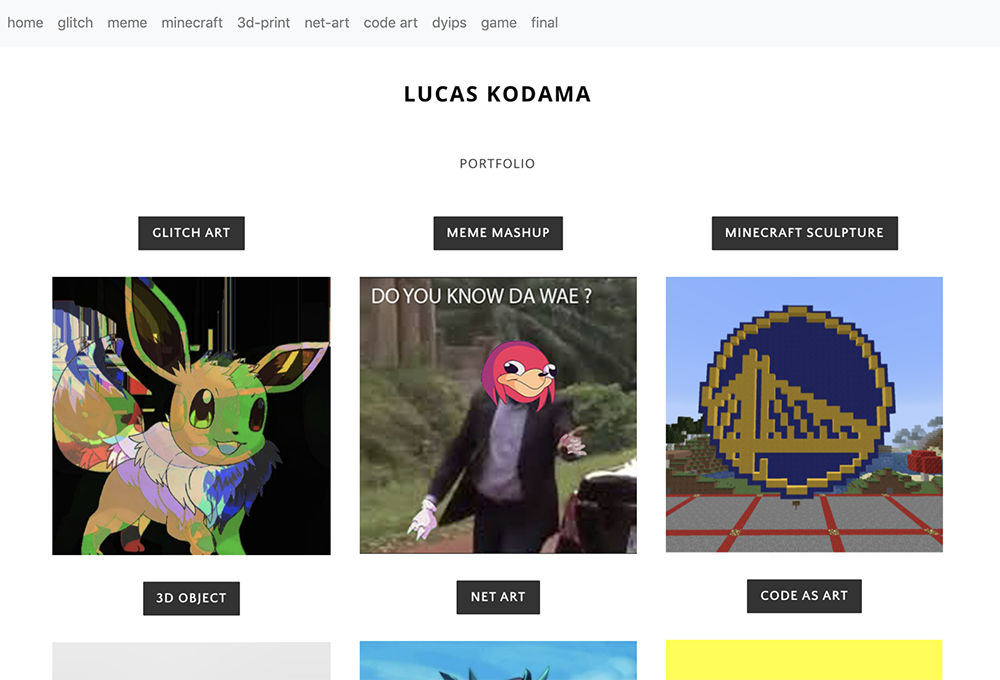 home glitch meme minecraft 3d-print net-art code art dyips game final
LUCAS KODAMA
PORTFOLIO
GLITCH ART MEME MASHUP MINECRAFT SCULPTURE
DO YOU KNOW DA WAE ?
3D OBJECT NET ART CODE AS ART